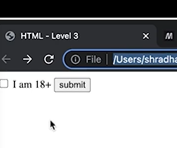 HTML - Level 3
File /Users/shradha
I am 18+ submit